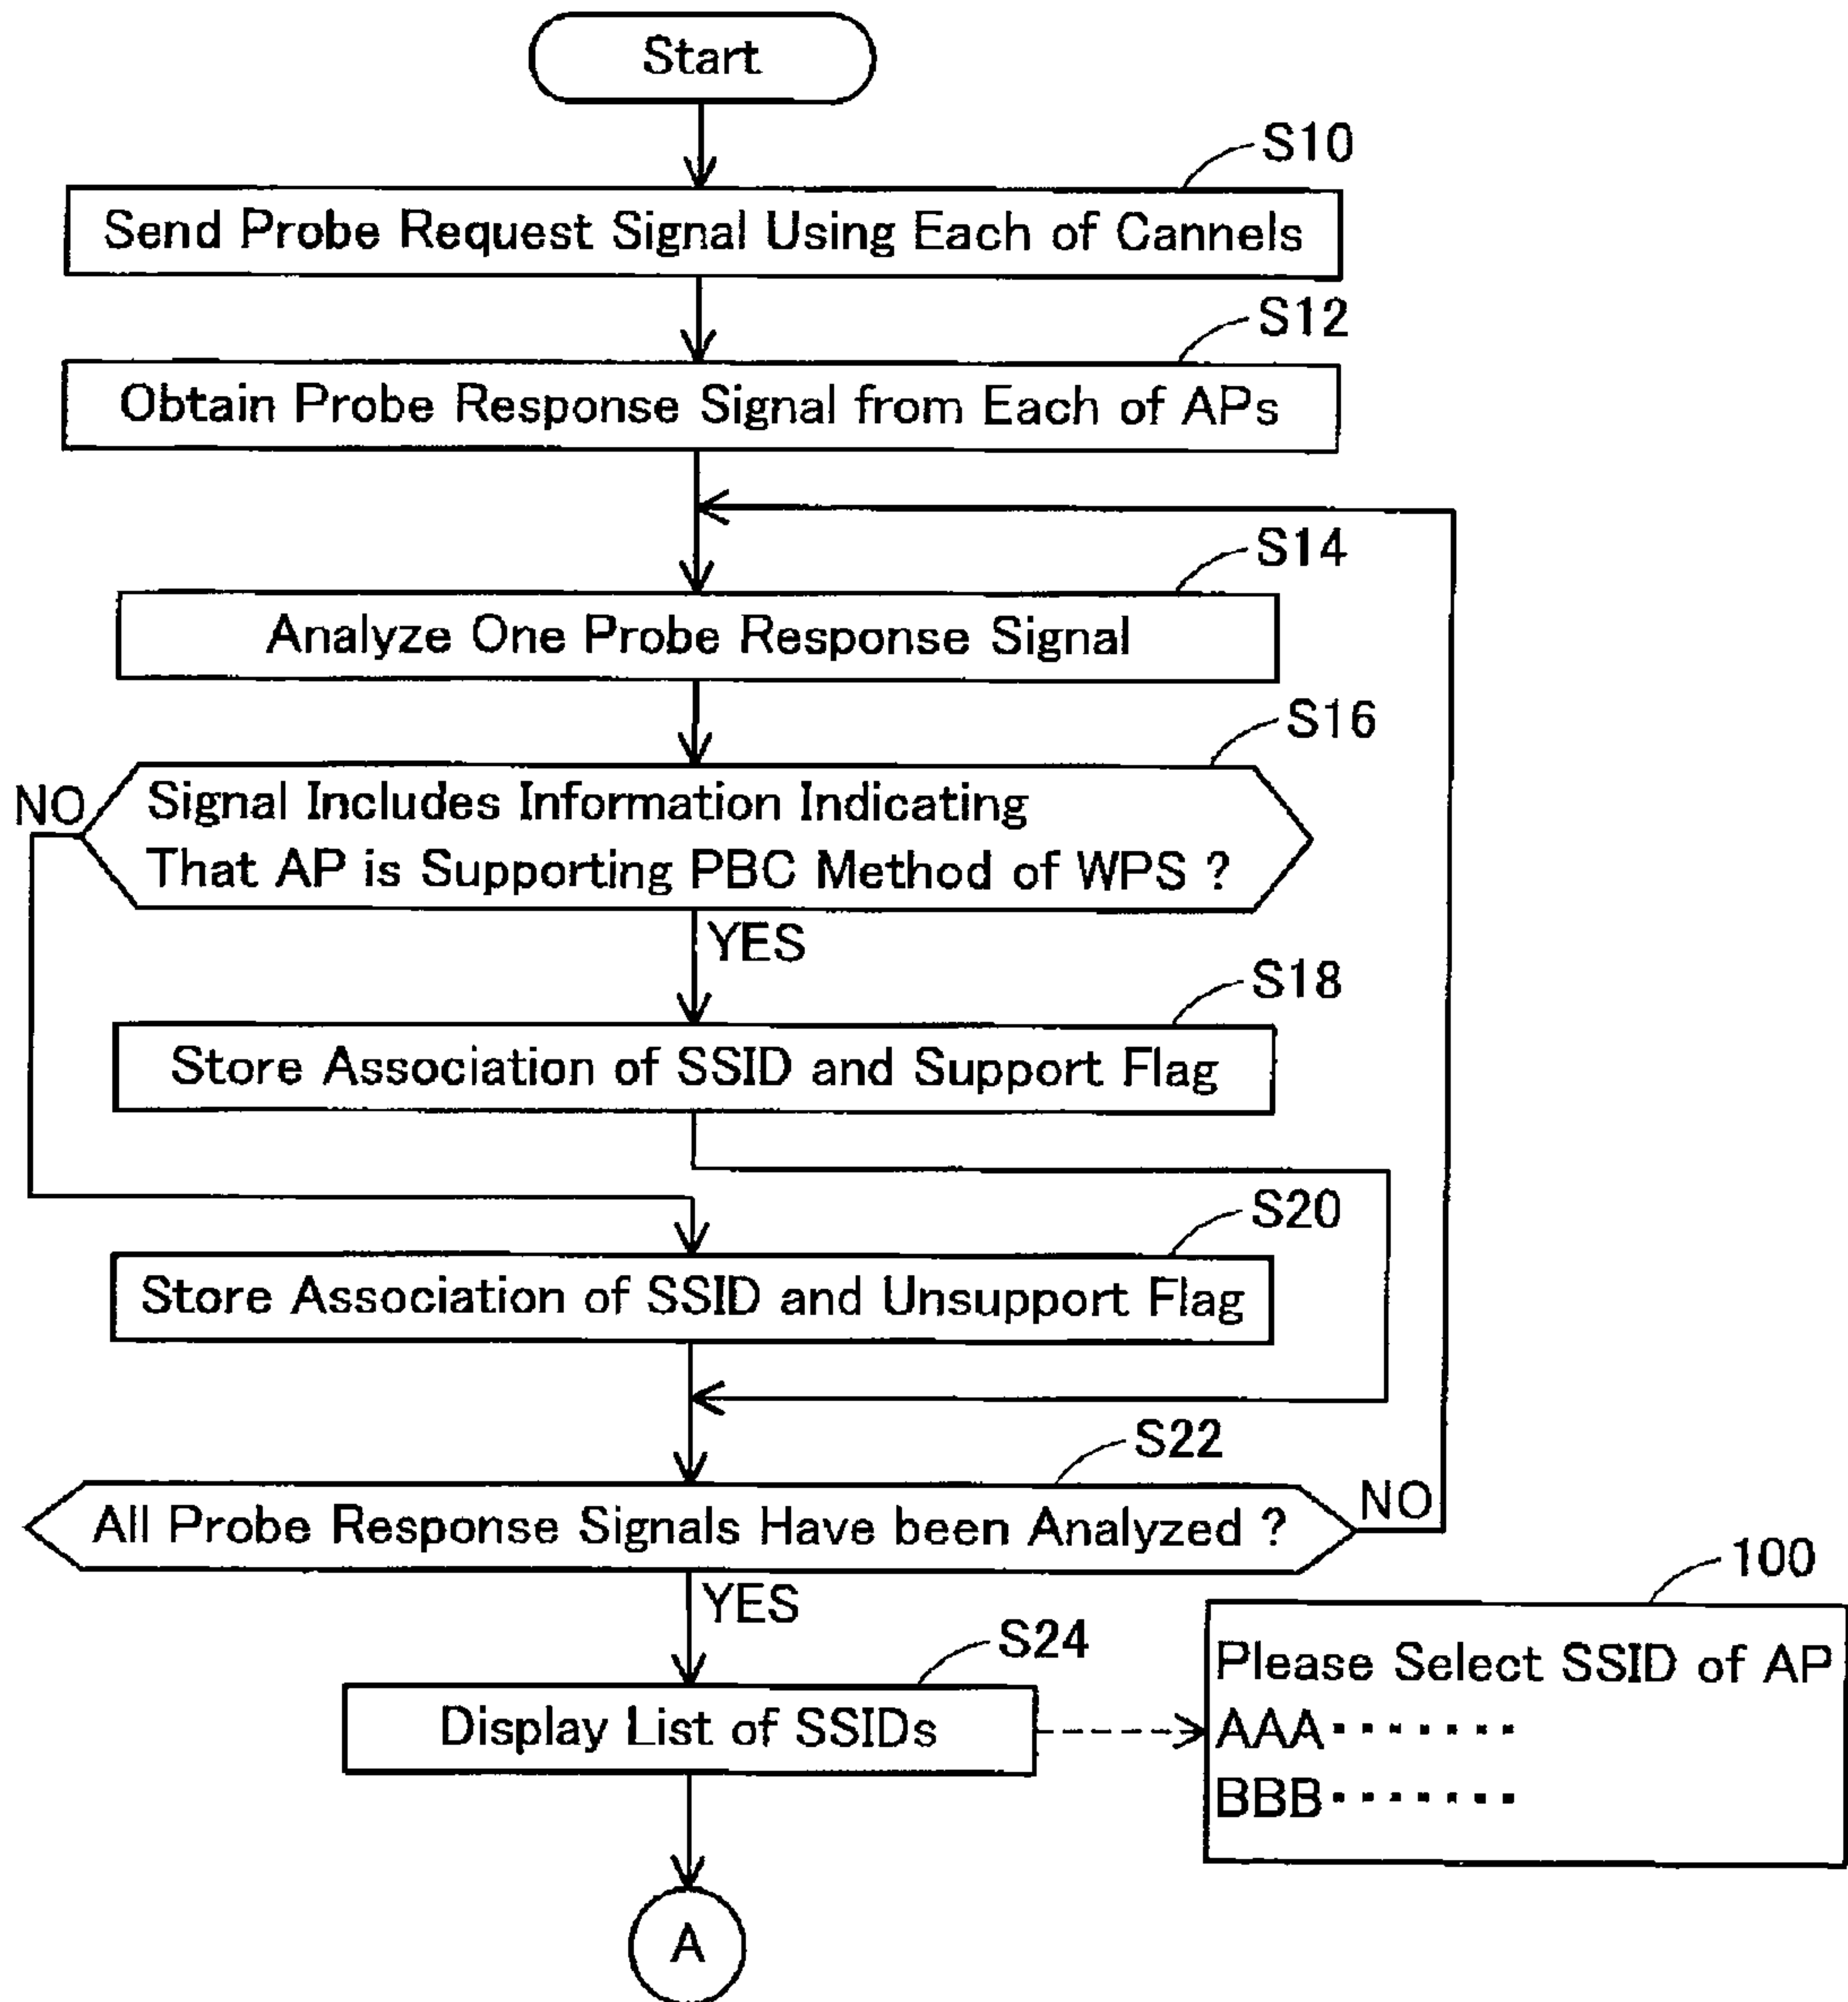 Start
S10
Send Probe Request Signal Using Each of Cannels
S12
Obtain Probe Response Signal from Each of APs
S14
Analyze One Probe Response Signal
S16
NO
Signal Includes Information Indicating
That AP is Supporting PBC Method of WPS ?
YES
S18
Store Association of SSID and Support Flag
S20
Store Association of SSID and Unsupport Flag
S22
All Probe Response Signals Have been Analyzed ?
NO
YES
100
S24
Display List of SSIDs
Please Select SSID of AP
AAA・・・・・・・
BBB・・・・・・・
A